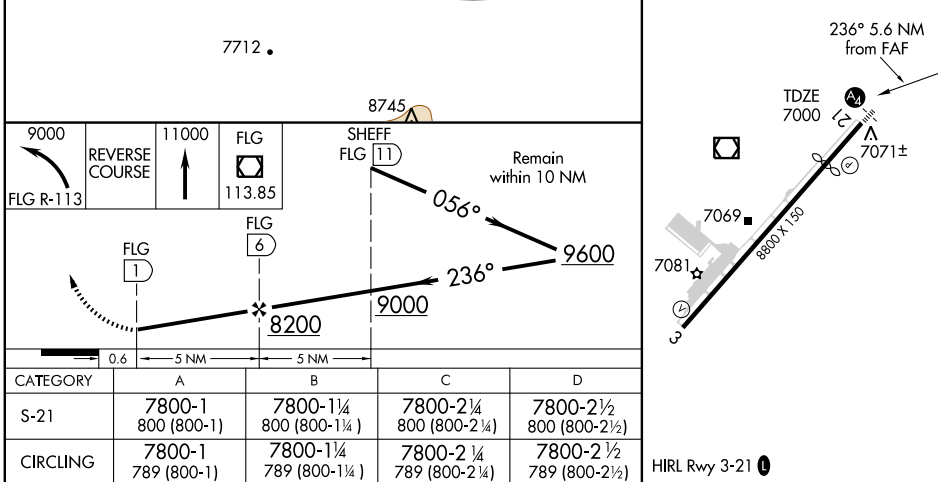 7712
8745
9000
FLG R-113
REVERSE
COURSE
11000
FLG
113.85
SHEFF
FLG 11
Remain
within 10 NM
056°
9600
236°
FLG
6
FLG
1
9000
8200
0.6
5 NM
5 NM
CATEGORY A B C D
S-21 7800-1 7800-1¼ 7800-2¼ 7800-2½
800 (800-1) 800 (800-1¼) 800 (800-2¼) 800 (800-2½)
CIRCLING 7800-1 7800-1¼ 7800-2¼ 7800-2½
789 (800-1) 789 (800-1¼) 789 (800-2¼) 789 (800-2½)
236° 5.6 NM
from FAF
TDZE
7000
A4
21
7071±
P
7069
8800 X 150
7081
V
3
HIRL Rwy 3-21 L